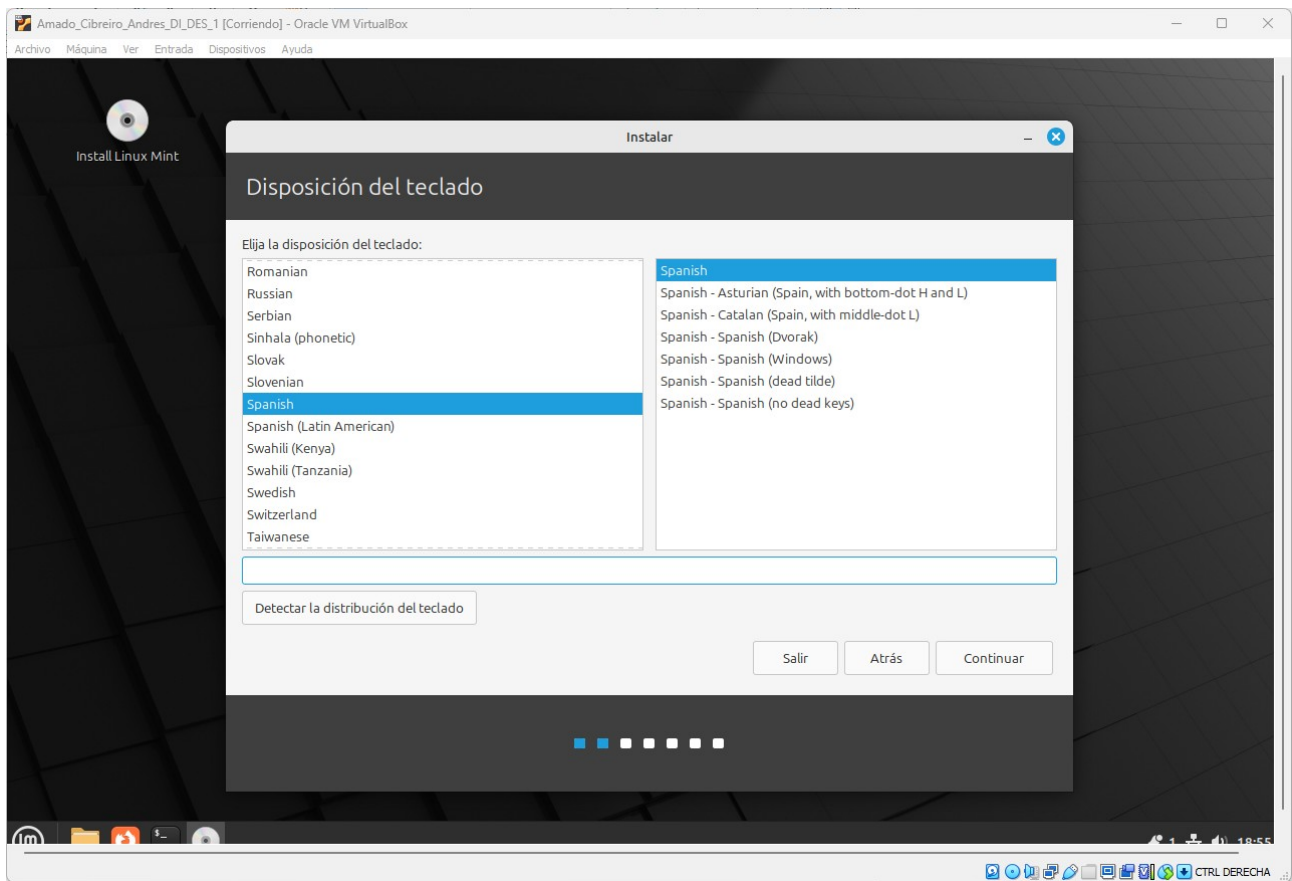 Amado_Cibreiro_Andres_DI_DES_1 [Corriendo] - Oracle VM VirtualBox
Archivo Máquina Ver Entrada Dispositivos Ayuda
Install Linux Mint
Instalar
Disposición del teclado
Elija la disposición del teclado:
Romanian
Russian
Serbian
Sinhala (phonetic)
Slovak
Slovenian
Spanish
Spanish (Latin American)
Swahili (Kenya)
Swahili (Tanzania)
Swedish
Switzerland
Taiwanese
Spanish
Spanish - Asturian (Spain, with bottom-dot H and L)
Spanish - Catalan (Spain, with middle-dot L)
Spanish - Spanish (Dvorak)
Spanish - Spanish (Windows)
Spanish - Spanish (dead tilde)
Spanish - Spanish (no dead keys)
Detectar la distribución del teclado
Salir Atrás Continuar
$_
1 18:55
CTRL DERECHA